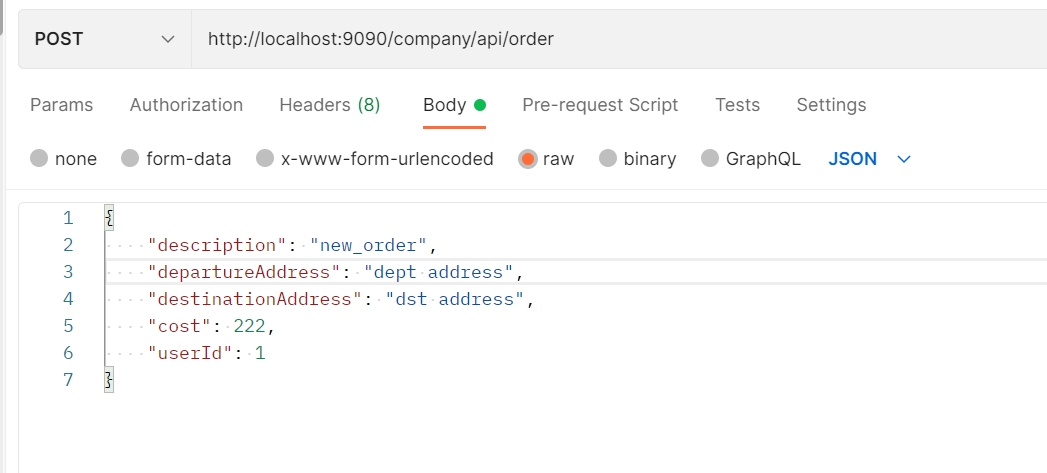 POST http://localhost:9090/company/api/order
Params Authorization Headers (8) Body Pre-request Script Tests Settings
none form-data x-www-form-urlencoded raw binary GraphQL JSON
1 {
2 "description": "new_order",
3 "departureAddress": "dept address",
4 "destinationAddress": "dst address",
5 "cost": 222,
6 "userId": 1
7 }